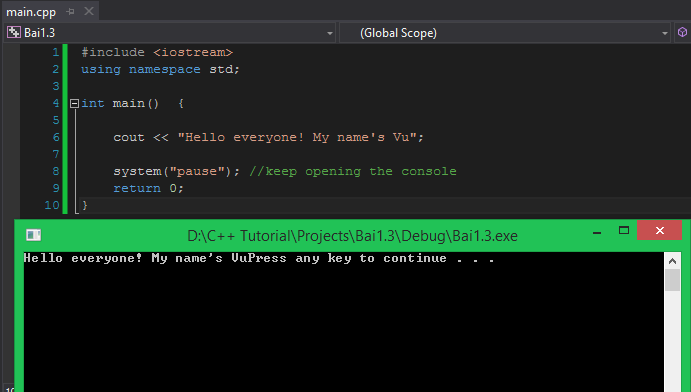 main.cpp
Bai1.3 (Global Scope)
1 #include <iostream>
2 using namespace std;
3
4 int main()  {
5
6     cout << "Hello everyone! My name's Vu";
7
8     system("pause"); //keep opening the console
9     return 0;
10 }
D:\C++ Tutorial\Projects\Bai1.3\Debug\Bai1.3.exe
Hello everyone! My name's VuPress any key to continue . . .